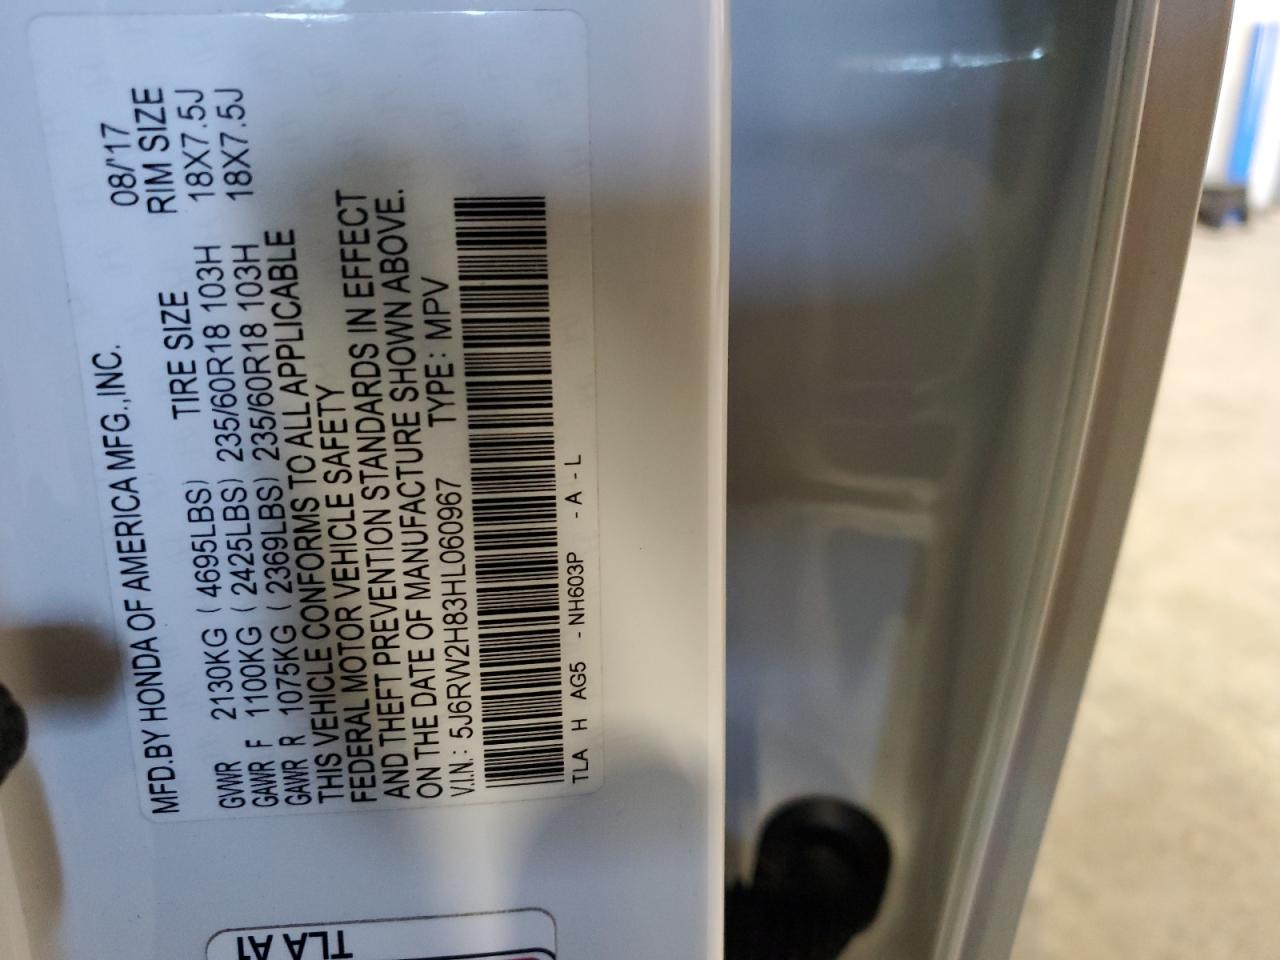 MFD.BY HONDA OF AMERICA MFG.,INC. 08/'17
TIRE SIZE RIM SIZE
GVWR 2130KG ( 4695LBS) 235/60R18 103H 18X7.5J
GAWR F 1100KG ( 2425LBS) 235/60R18 103H 18X7.5J
GAWR R 1075KG ( 2369LBS)
THIS VEHICLE CONFORMS TO ALL APPLICABLE
FEDERAL MOTOR VEHICLE SAFETY
AND THEFT PREVENTION STANDARDS IN EFFECT
ON THE DATE OF MANUFACTURE SHOWN ABOVE.
V.I.N.: 5J6RW2H83HL060967 TYPE: MPV
TLA H AG5 - NH603P - A - L
TLA A1